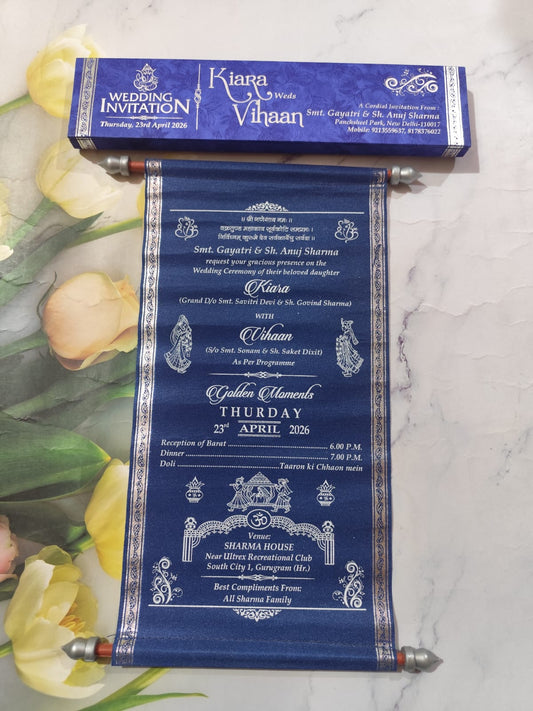 WEDDING
INVITATION
Thursday, 23rd April 2026
Kiara
Weds
Vihaan
A Cordial Invitation From :
Smt. Gayatri & Sh. Anuj Sharma
Panchsheel Park, New Delhi-110017
Mobile: 9213559637, 8178376022
॥ श्री गणेशाय नमः ॥
Smt. Gayatri & Sh. Anuj Sharma
request your gracious presence on the
Wedding Ceremony of their beloved daughter
Kiara
(Grand D/o Smt. Savitri Devi & Sh. Govind Sharma)
WITH
Vihaan
(S/o Smt. Sonam & Sh. Saket Dixit)
As Per Programme
Golden Moments
THURDAY
23rd APRIL 2026
Reception of Barat ........ 6.00 P.M.
Dinner ........ 7.00 P.M.
Doli ........ Taaron ki Chhaon mein
ॐ
Venue:
SHARMA HOUSE
Near Ultrex Recreational Club
South City 1, Gurugram (Hr.)
Best Compliments From:
All Sharma Family